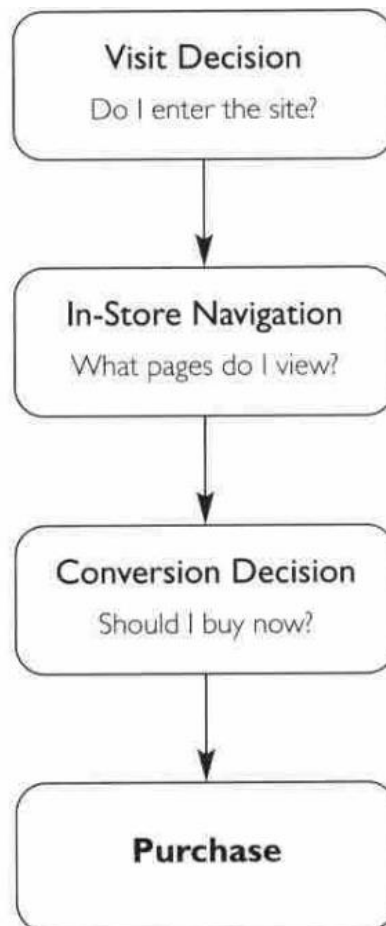 Visit Decision
Do I enter the site?
In-Store Navigation
What pages do I view?
Conversion Decision
Should I buy now?
Purchase